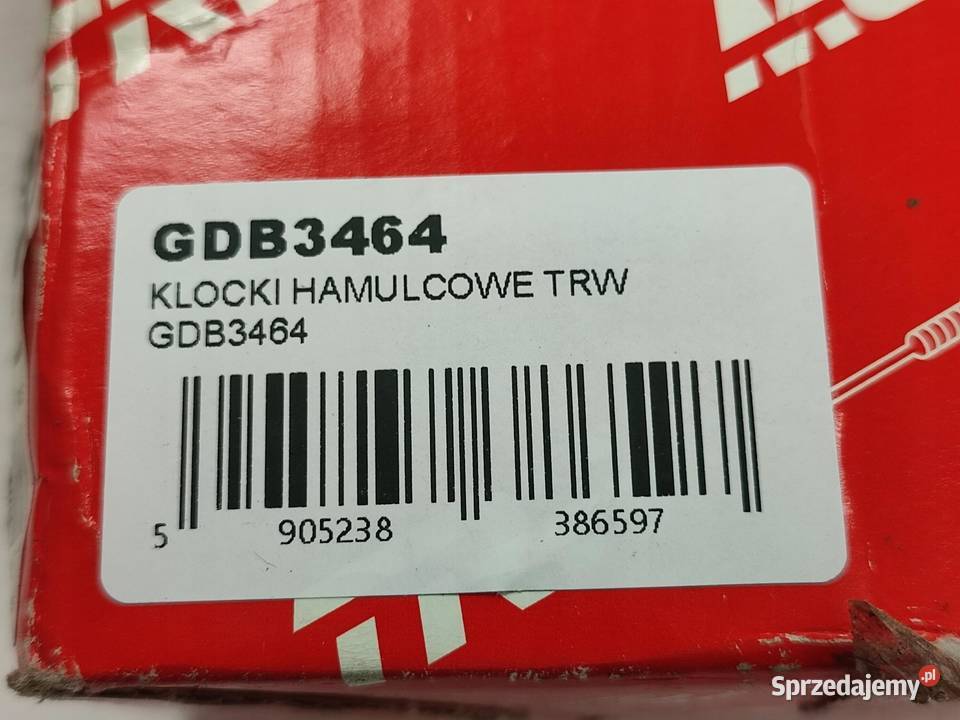 GDB3464
KLOCKI HAMULCOWE TRW
GDB3464
5 905238 386597
Sprzedajemy.pl